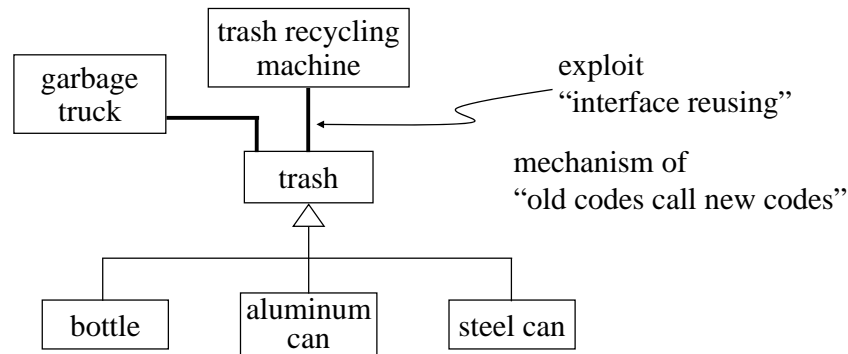 trash recycling
machine
garbage
truck
exploit
“interface reusing”
trash
mechanism of
“old codes call new codes”
bottle
aluminum
can
steel can